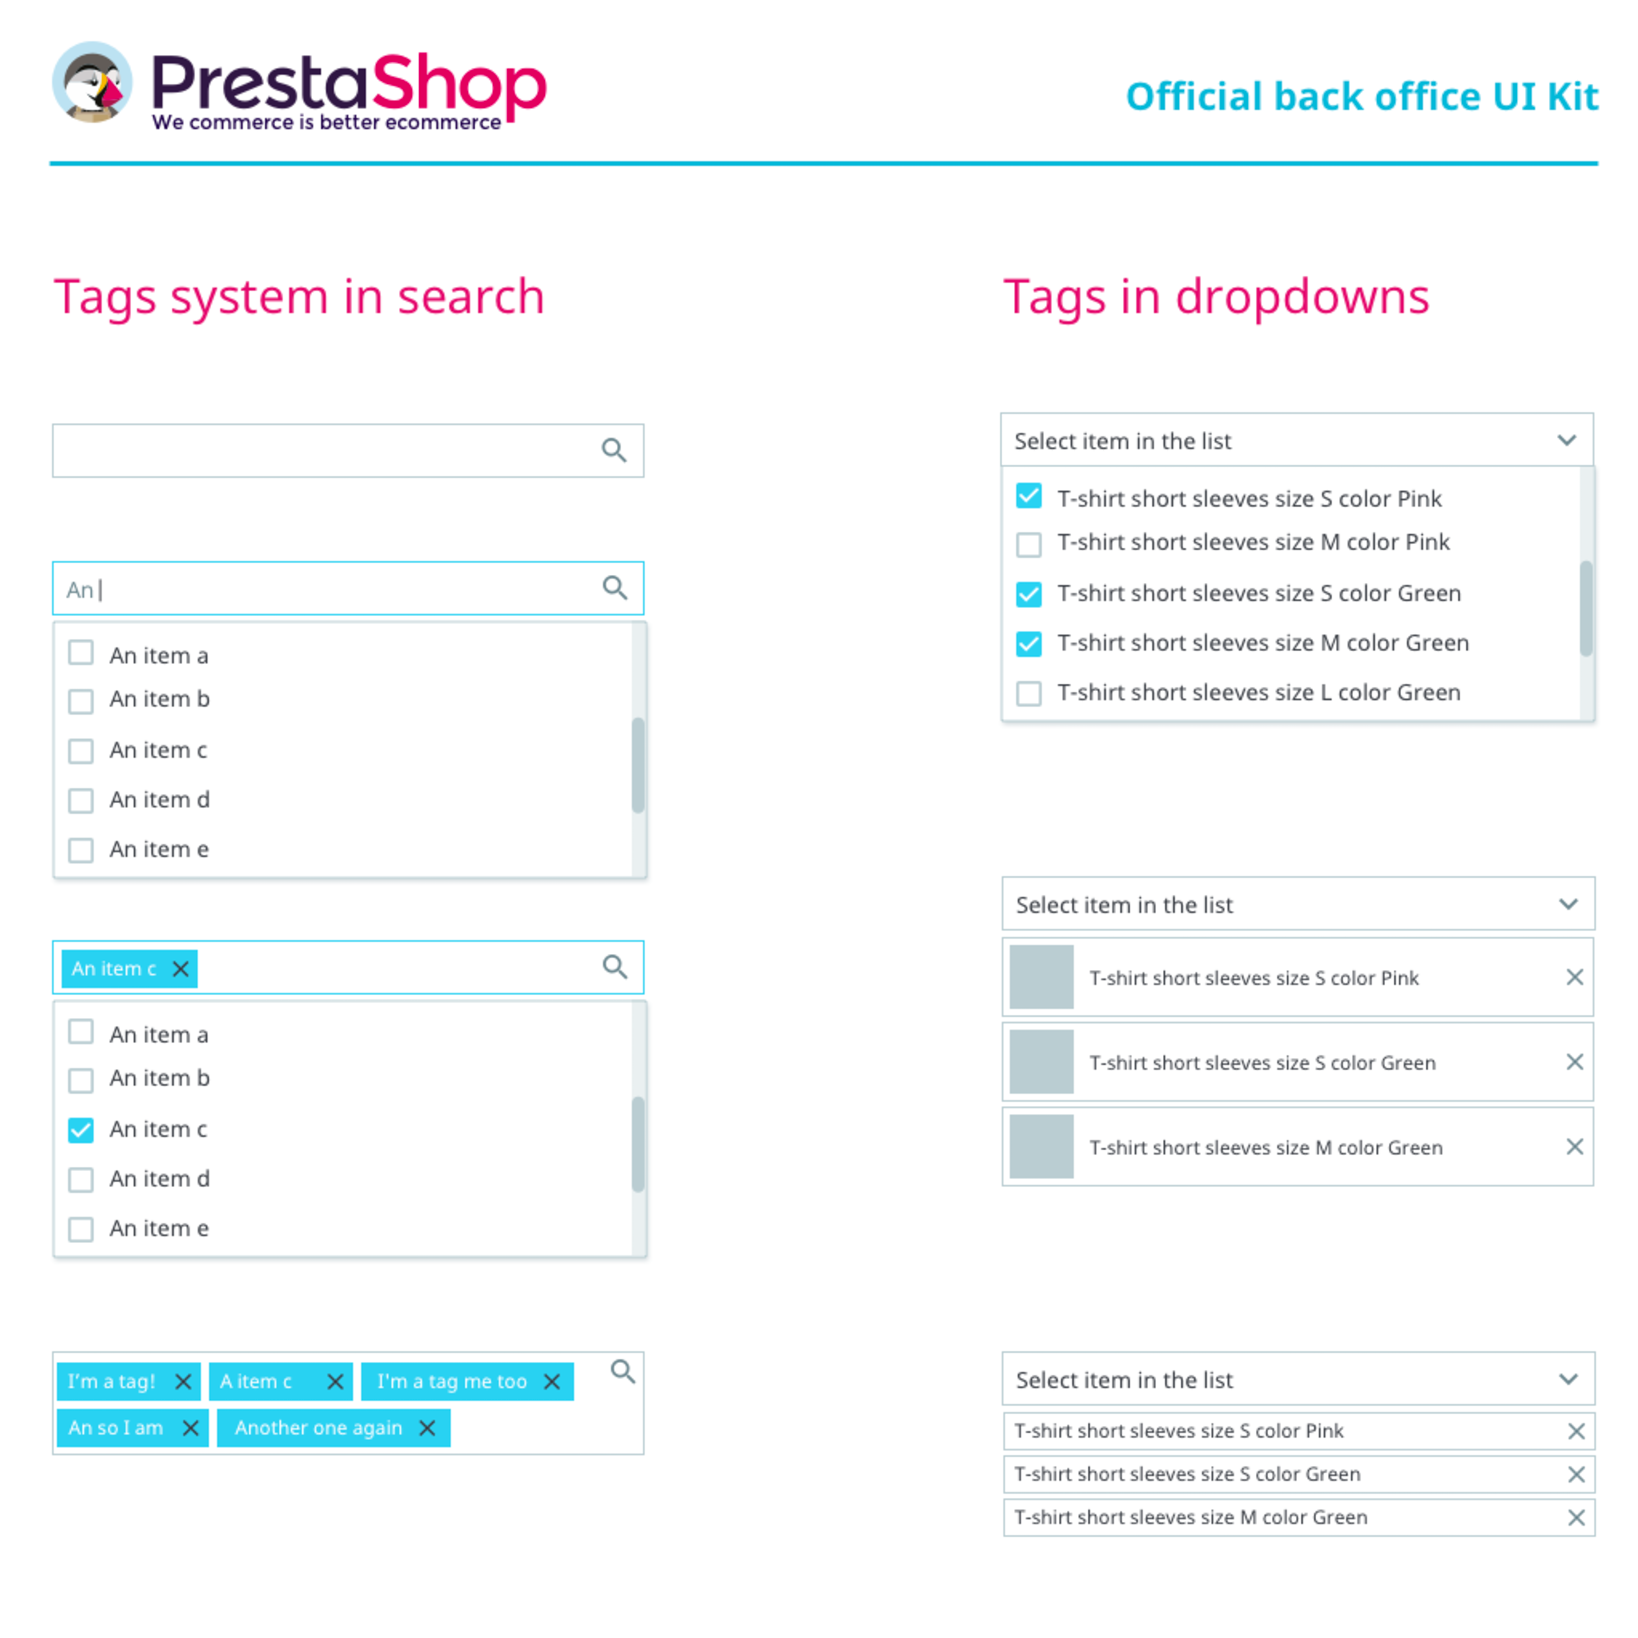 PrestaShop
We commerce is better ecommerce
Official back office UI Kit
Tags system in search
An
An item a
An item b
An item c
An item d
An item e
An item c
An item a
An item b
An item c
An item d
An item e
I'm a tag! A item c I'm a tag me too
An so I am Another one again
Tags in dropdowns
Select item in the list
T-shirt short sleeves size S color Pink
T-shirt short sleeves size M color Pink
T-shirt short sleeves size S color Green
T-shirt short sleeves size M color Green
T-shirt short sleeves size L color Green
Select item in the list
T-shirt short sleeves size S color Pink
T-shirt short sleeves size S color Green
T-shirt short sleeves size M color Green
Select item in the list
T-shirt short sleeves size S color Pink
T-shirt short sleeves size S color Green
T-shirt short sleeves size M color Green